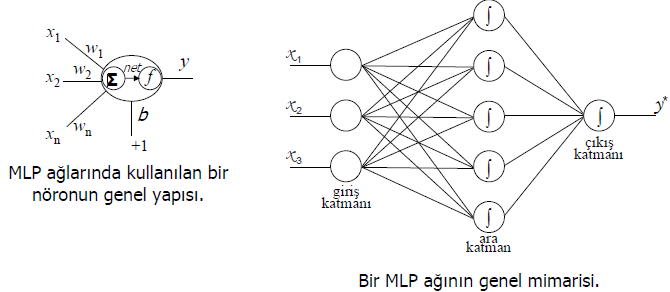 x1
w1
x2
w2
xn
wn
Σ
net
f
y
b
+1
MLP ağlarında kullanılan bir
nöronun genel yapısı.
x1
x2
x3
giriş
katmanı
∫
∫
∫
∫
∫
ara
katman
∫
çıkış
katmanı
y*
Bir MLP ağının genel mimarisi.